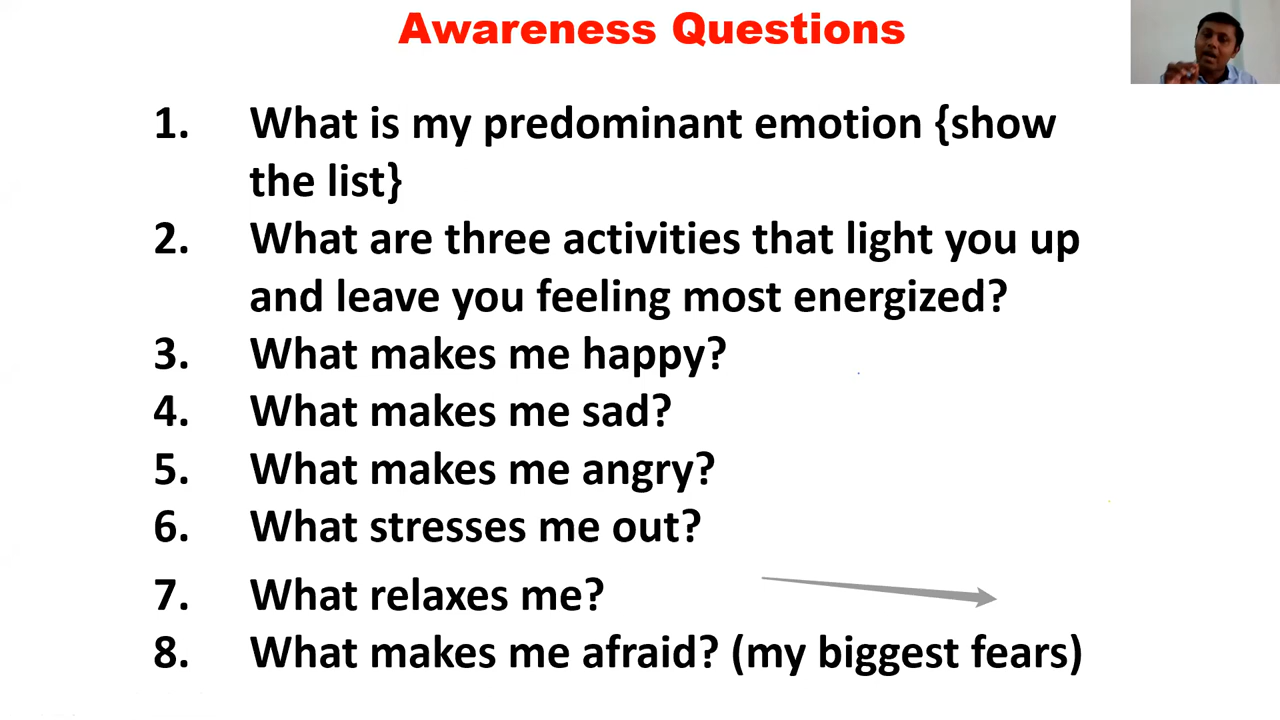 Awareness Questions
1. What is my predominant emotion {show
the list}
2. What are three activities that light you up
and leave you feeling most energized?
3. What makes me happy?
4. What makes me sad?
5. What makes me angry?
6. What stresses me out?
7. What relaxes me?
8. What makes me afraid? (my biggest fears)